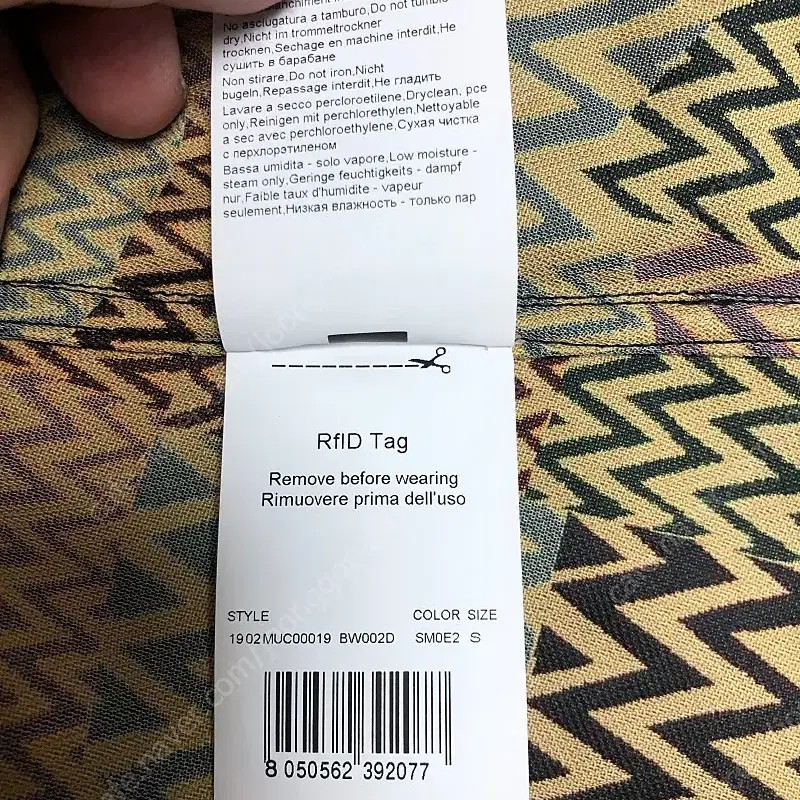 No asciugatura a tamburo,Do not tumble
dry,Nicht im trommeltrockner
trocknen,Sechage en machine interdit,Не
сушить в барабане
Non stirare,Do not iron,Nicht
bugeln,Repassage interdit,Не гладить
Lavare a secco percloroetilene,Dryclean, pce
only,Reinigen mit perchlorethylen,Nettoyable
a sec avec perchloroethylene,Сухая чистка
с перхлорэтиленом
Bassa umidita - solo vapore,Low moisture -
steam only,Geringe feuchtigkeits - dampf
nur,Faible taux d'humidite - vapeur
seulement,Низкая влажность - только пар
RfID Tag
Remove before wearing
Rimuovere prima dell'uso
STYLE COLOR SIZE
1902MUC00019 BW002D SM0E2 S
8 050562 392077